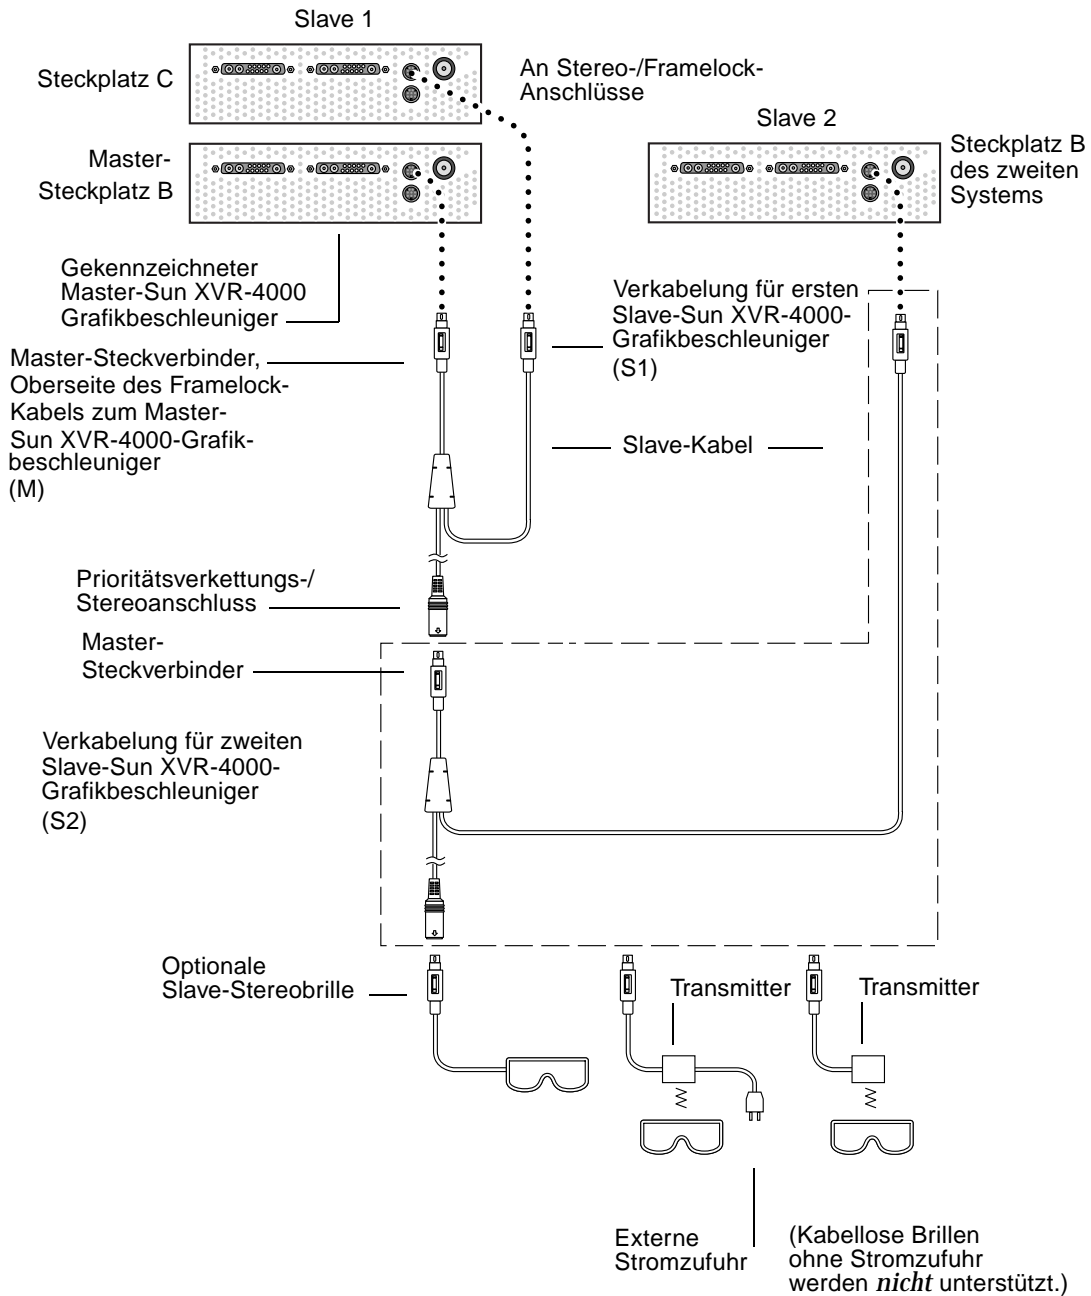 Slave 1
Steckplatz C
An Stereo-/Framelock-
Anschlüsse
Slave 2
Master-
Steckplatz B
Steckplatz B
des zweiten
Systems
Gekennzeichneter
Master-Sun XVR-4000
Grafikbeschleuniger
Verkabelung für ersten
Slave-Sun XVR-4000-
Grafikbeschleuniger
(S1)
Master-Steckverbinder,
Oberseite des Framelock-
Kabels zum Master-
Sun XVR-4000-Grafik-
beschleuniger
(M)
Slave-Kabel
Prioritätsverkettungs-/
Stereoanschluss
Master-
Steckverbinder
Verkabelung für zweiten
Slave-Sun XVR-4000-
Grafikbeschleuniger
(S2)
Optionale
Slave-Stereobrille
Transmitter
Transmitter
Externe
Stromzufuhr
(Kabellose Brillen
ohne Stromzufuhr
werden nicht unterstützt.)